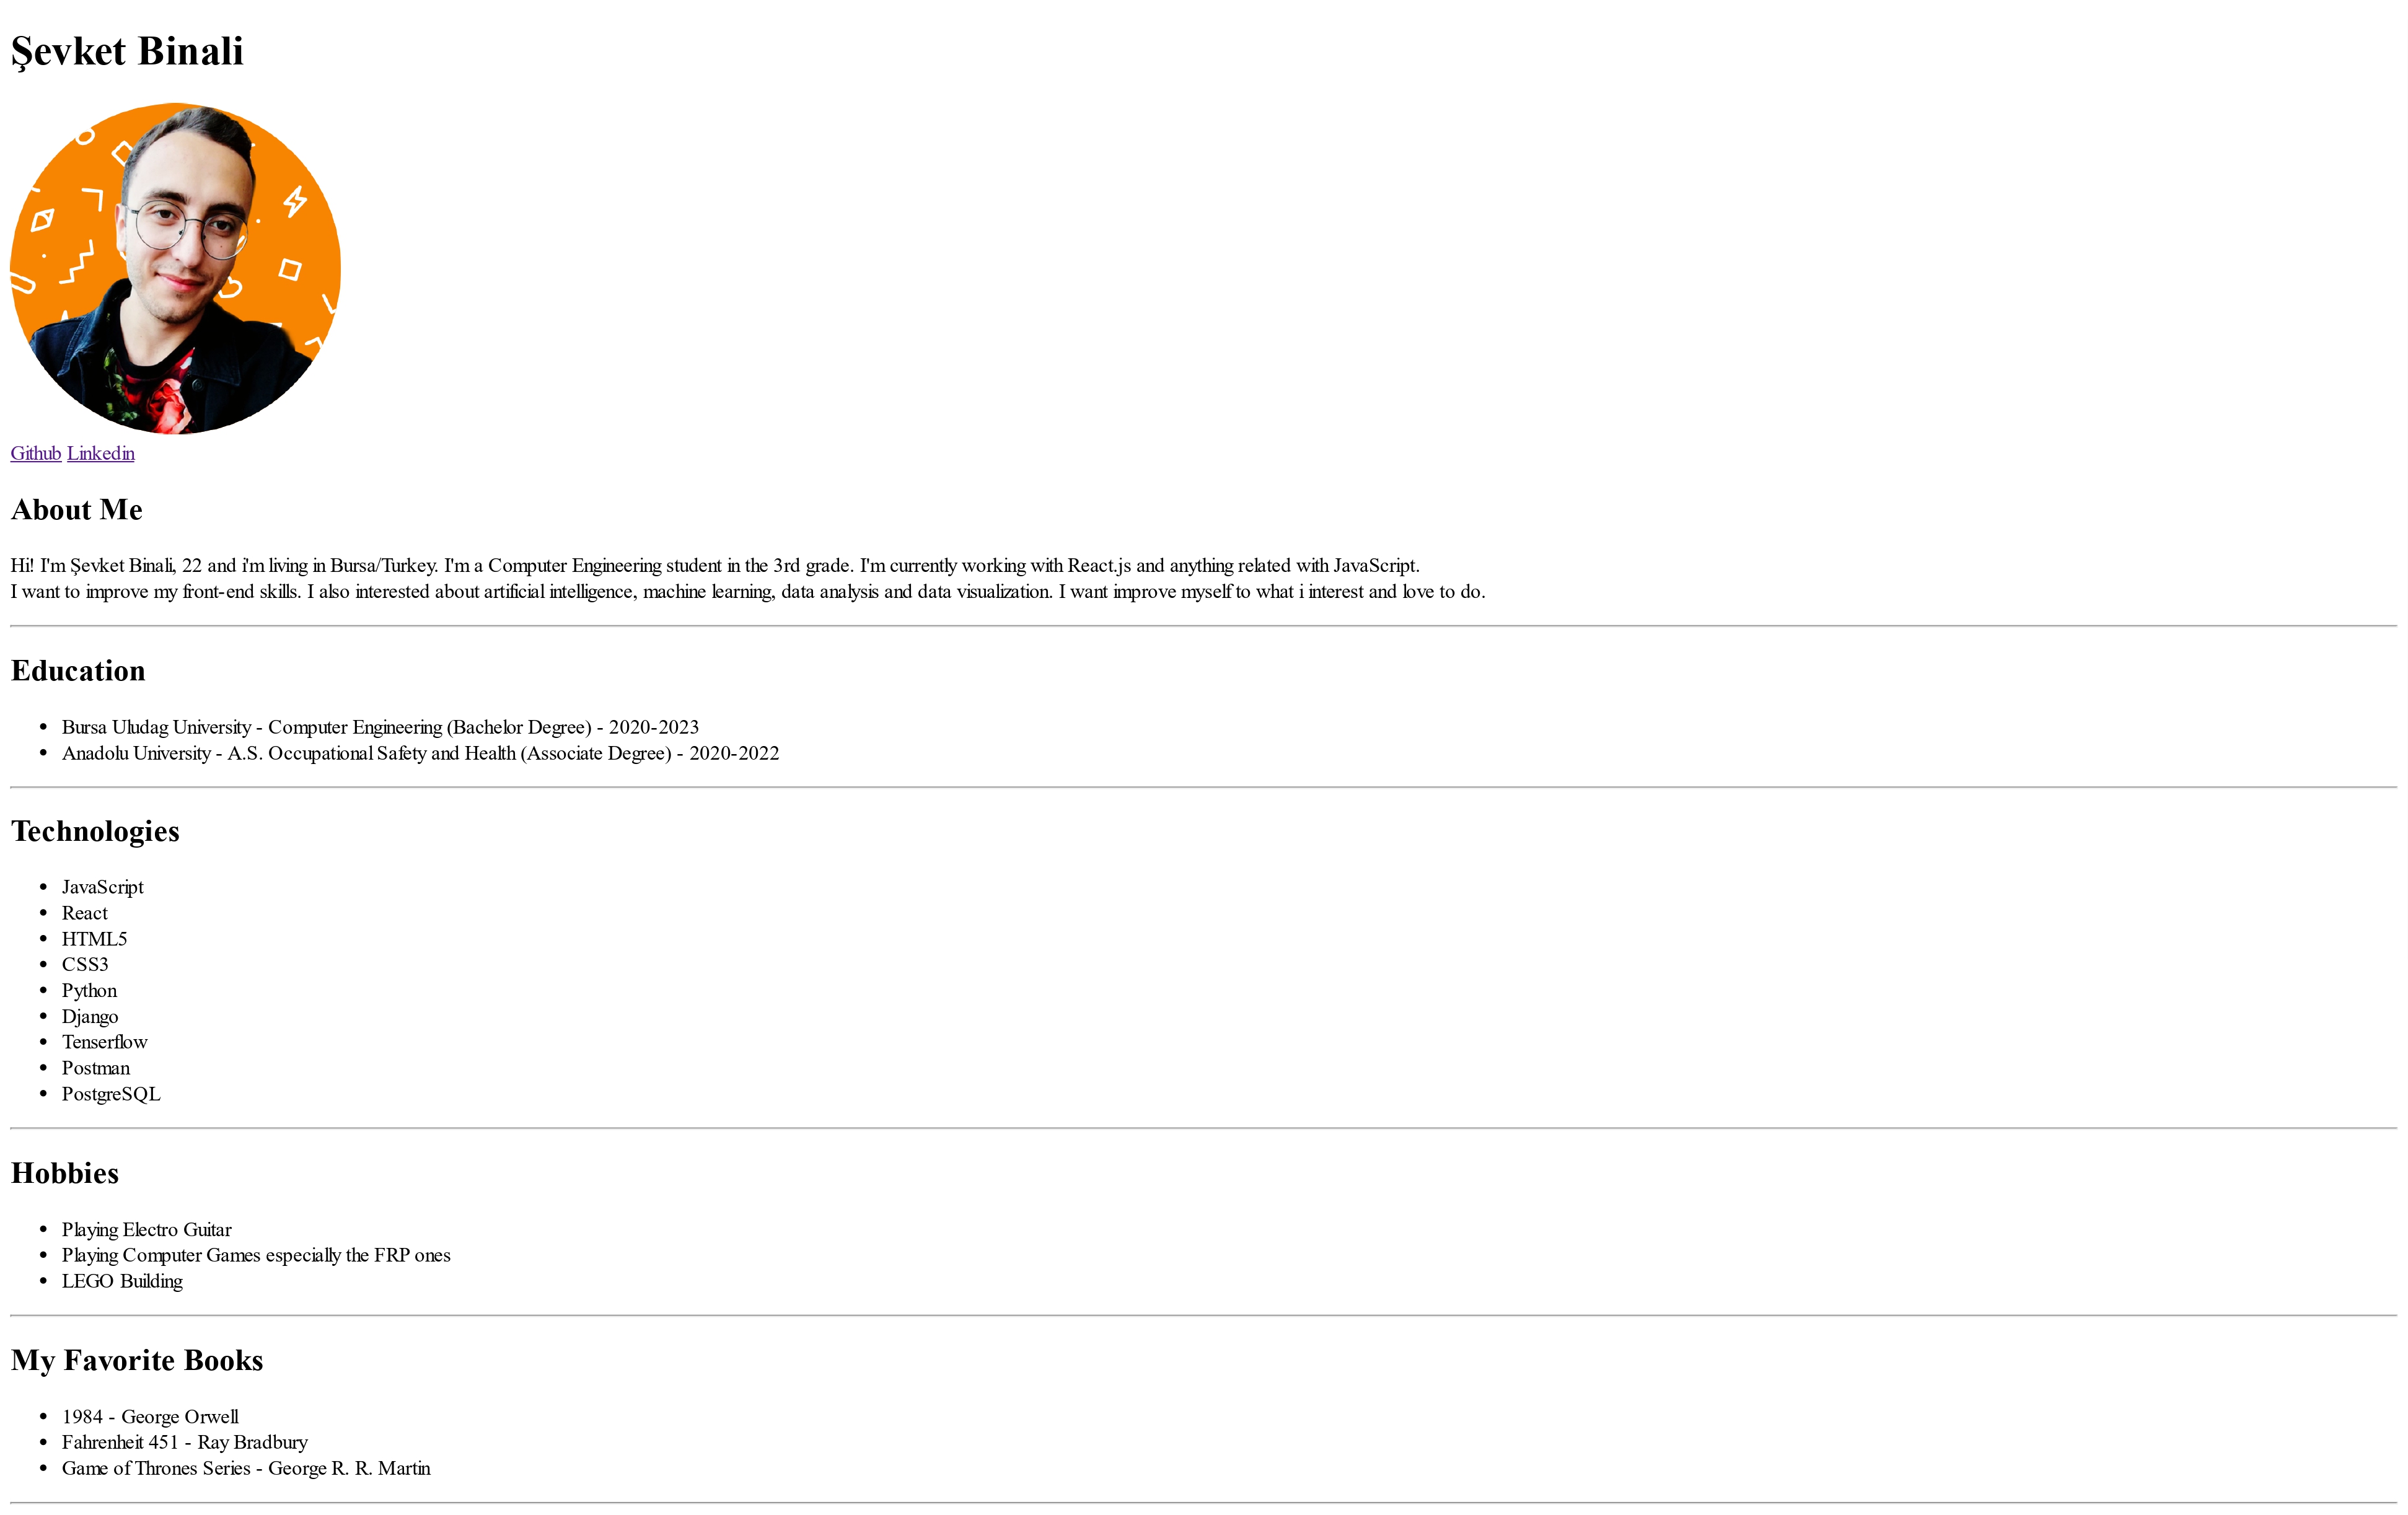 Şevket Binali
Github Linkedin
About Me
Hi! I'm Şevket Binali, 22 and i'm living in Bursa/Turkey. I'm a Computer Engineering student in the 3rd grade. I'm currently working with React.js and anything related with JavaScript.
I want to improve my front-end skills. I also interested about artificial intelligence, machine learning, data analysis and data visualization. I want improve myself to what i interest and love to do.
Education
• Bursa Uludag University - Computer Engineering (Bachelor Degree) - 2020-2023
• Anadolu University - A.S. Occupational Safety and Health (Associate Degree) - 2020-2022
Technologies
• JavaScript
• React
• HTML5
• CSS3
• Python
• Django
• Tenserflow
• Postman
• PostgreSQL
Hobbies
• Playing Electro Guitar
• Playing Computer Games especially the FRP ones
• LEGO Building
My Favorite Books
• 1984 - George Orwell
• Fahrenheit 451 - Ray Bradbury
• Game of Thrones Series - George R. R. Martin